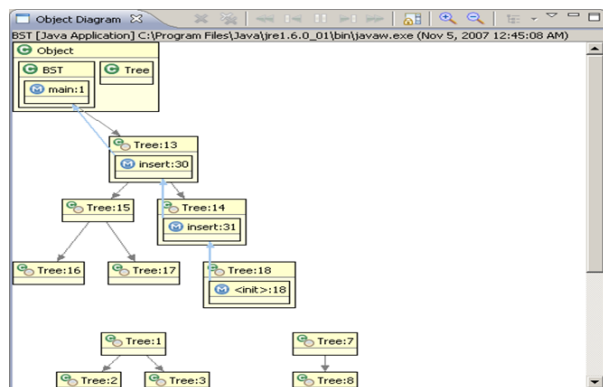 Object Diagram
BST [Java Application] C:\Program Files\Java\jre1.6.0_01\bin\javaw.exe (Nov 5, 2007 12:45:08 AM)
Object
BST Tree
main:1
Tree:13
insert:30
Tree:15 Tree:14
insert:31
Tree:16 Tree:17 Tree:18
<init>:18
Tree:1 Tree:7
Tree:2 Tree:3 Tree:8